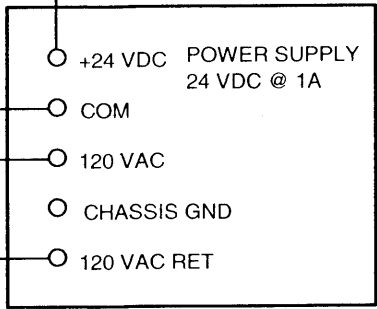 +24 VDC POWER SUPPLY
24 VDC @ 1A
COM
120 VAC
CHASSIS GND
120 VAC RET